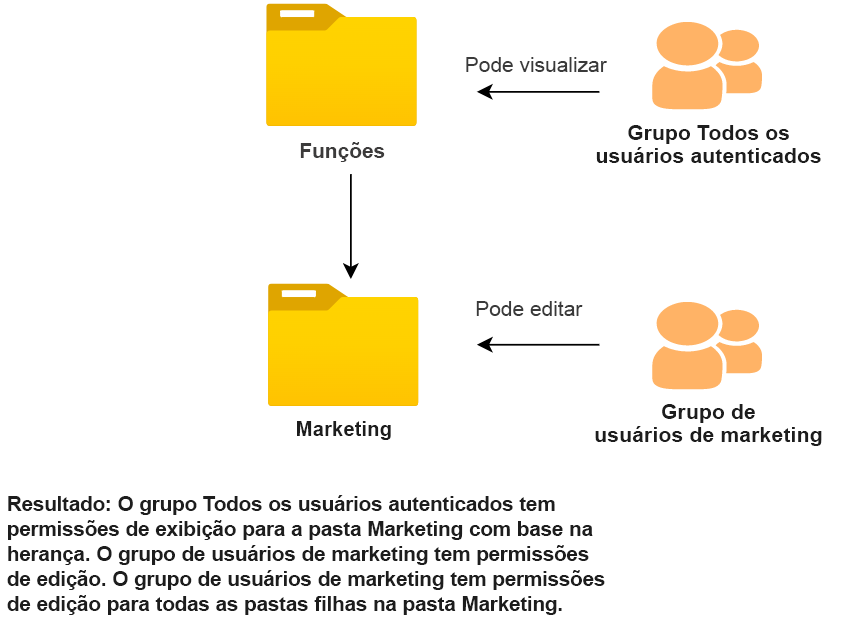 Pode visualizar
Funções
Grupo Todos os
usuários autenticados
Pode editar
Marketing
Grupo de
usuários de marketing
Resultado: O grupo Todos os usuários autenticados tem
permissões de exibição para a pasta Marketing com base na
herança. O grupo de usuários de marketing tem permissões
de edição. O grupo de usuários de marketing tem permissões
de edição para todas as pastas filhas na pasta Marketing.